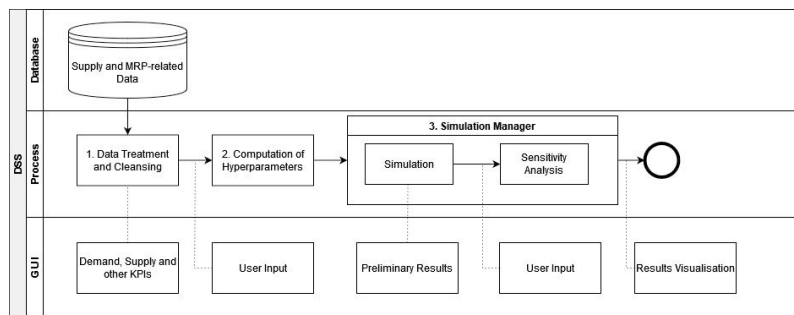 DSS
Database
Supply and MRP-related
Data
Process
1. Data Treatment
and Cleansing
2. Computation of
Hyperparameters
3. Simulation Manager
Simulation
Sensitivity
Analysis
GUI
Demand, Supply and
other KPIs
User Input
Preliminary Results
User Input
Results Visualisation